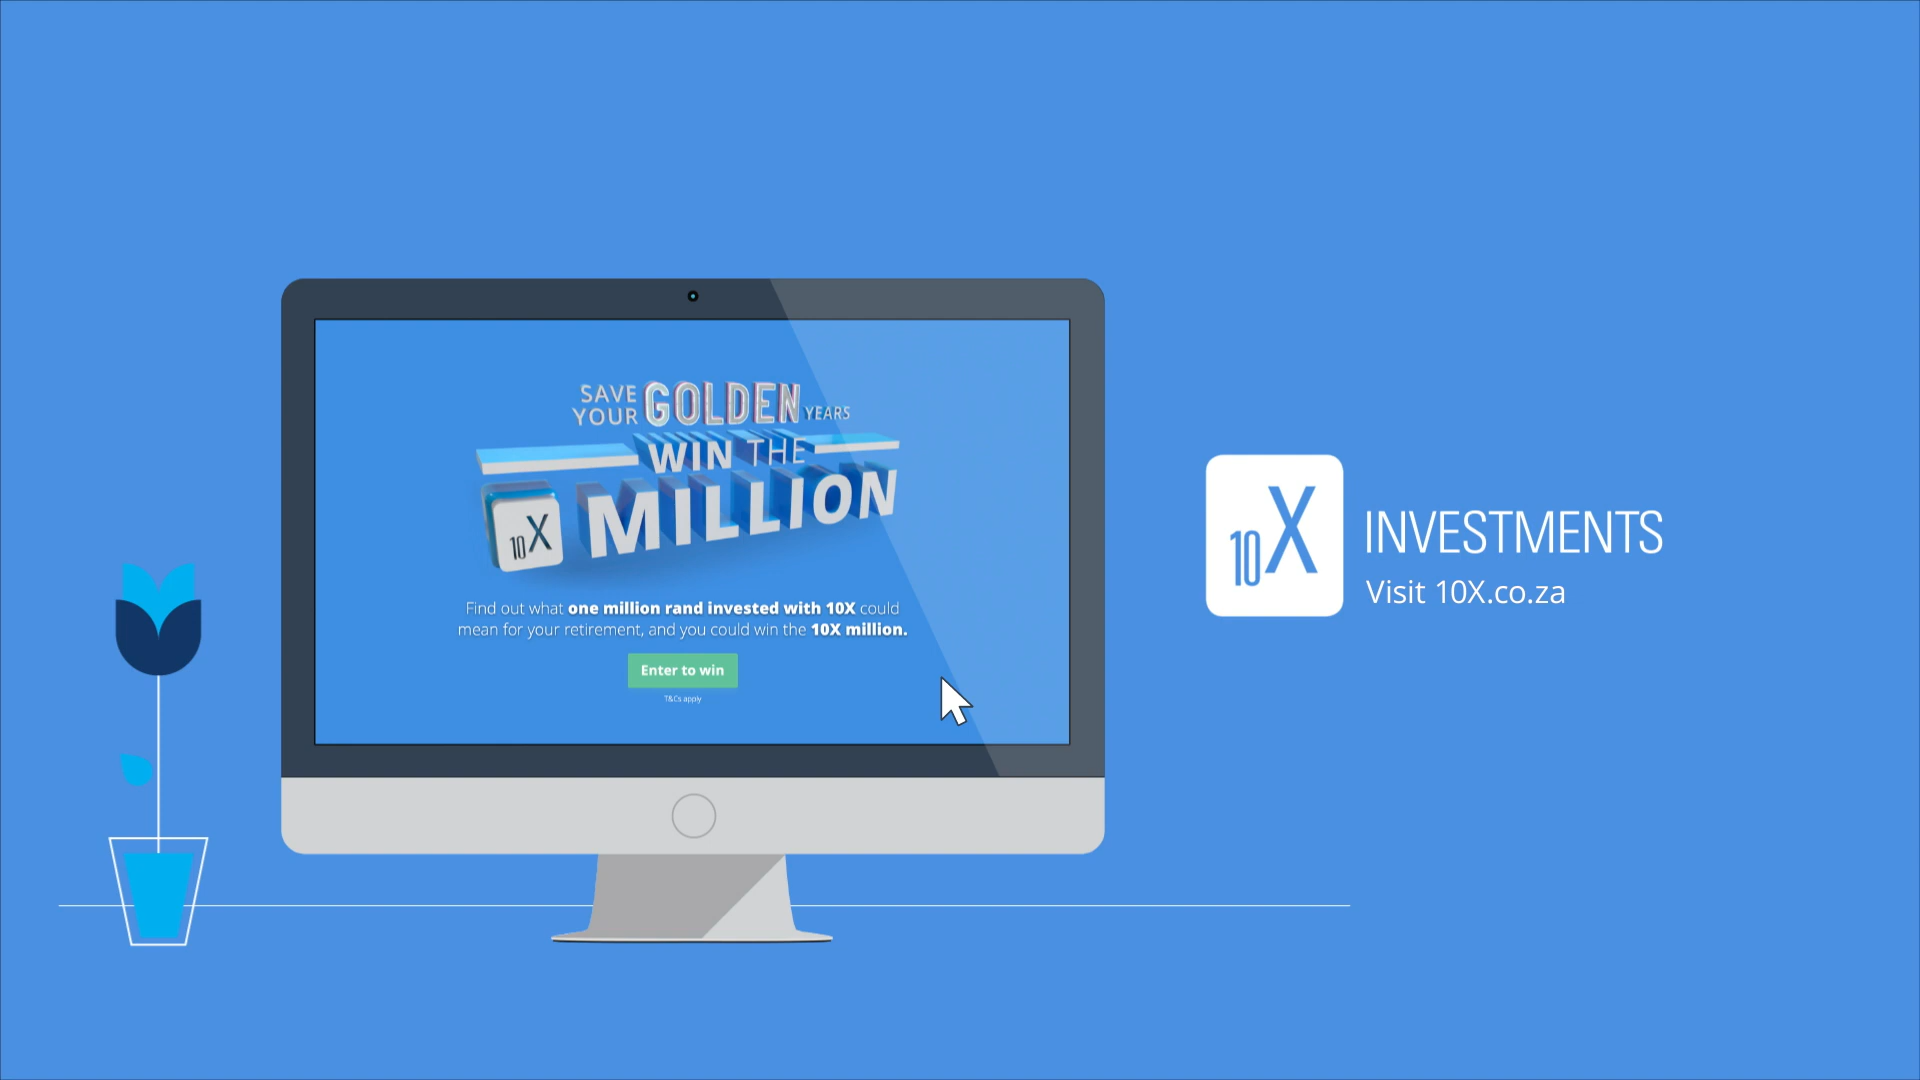 SAVE
YOUR GOLDEN YEARS
WIN THE
10X MILLION
Find out what one million rand invested with 10X could
mean for your retirement, and you could win the 10X million.
Enter to win
T&Cs apply
10X INVESTMENTS
Visit 10X.co.za